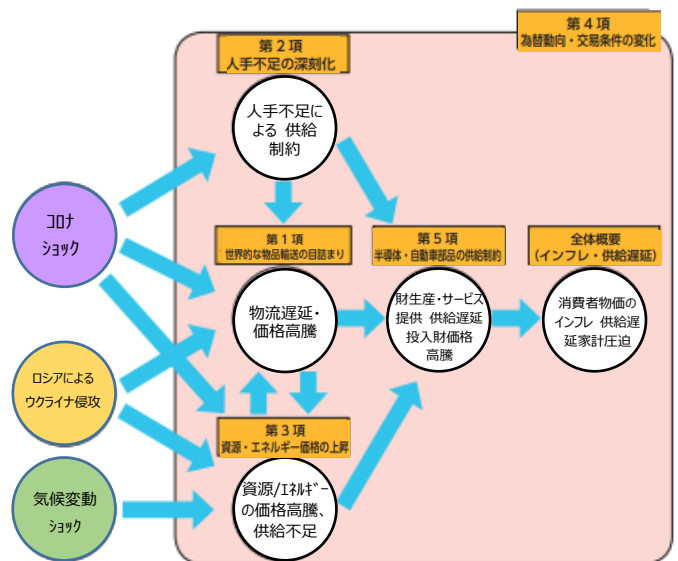 第４項
為替動向・交易条件の変化
第２項
人手不足の深刻化
人手不足に
よる 供給
制約
ｺﾛﾅ
ｼｮｯｸ
第１項
世界的な物品輸送の目詰まり
物流遅延・
価格高騰
第５項
半導体・自動車部品の供給制約
財生産・サービス
提供 供給遅延
投入財価格
高騰
全体概要
（インフレ・供給遅延）
消費者物価の
インフレ 供給遅
延家計圧迫
ロシアによる
ウクライナ侵攻
第３項
資源・エネルギー価格の上昇
資源/ｴﾈﾙｷﾞｰ
の価格高騰、
供給不足
気候変動
ｼｮｯｸ